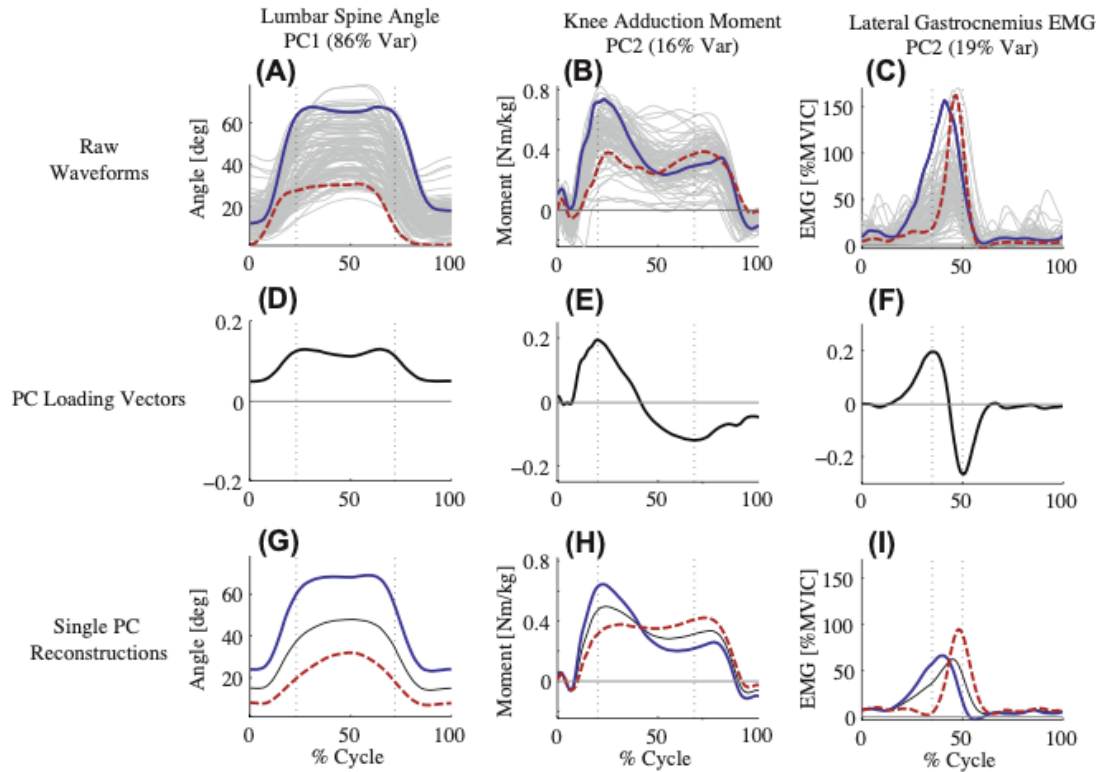 Lumbar Spine Angle
PC1 (86% Var)
Knee Adduction Moment
PC2 (16% Var)
Lateral Gastrocnemius EMG
PC2 (19% Var)
Raw
Waveforms
(A)
Angle [deg]
60
40
20
0
50
100
(B)
Moment [Nm/kg]
0.8
0.4
0
0
50
100
(C)
EMG [%MVIC]
150
100
50
0
0
50
100
PC Loading Vectors
(D)
0.2
0
−0.2
0
50
100
(E)
0.2
0
−0.2
0
50
100
(F)
0.2
0
−0.2
0
50
100
Single PC
Reconstructions
(G)
Angle [deg]
60
40
20
0
50
100
% Cycle
(H)
Moment [Nm/kg]
0.8
0.4
0
0
50
100
% Cycle
(I)
EMG [%MVIC]
150
100
50
0
0
50
100
% Cycle